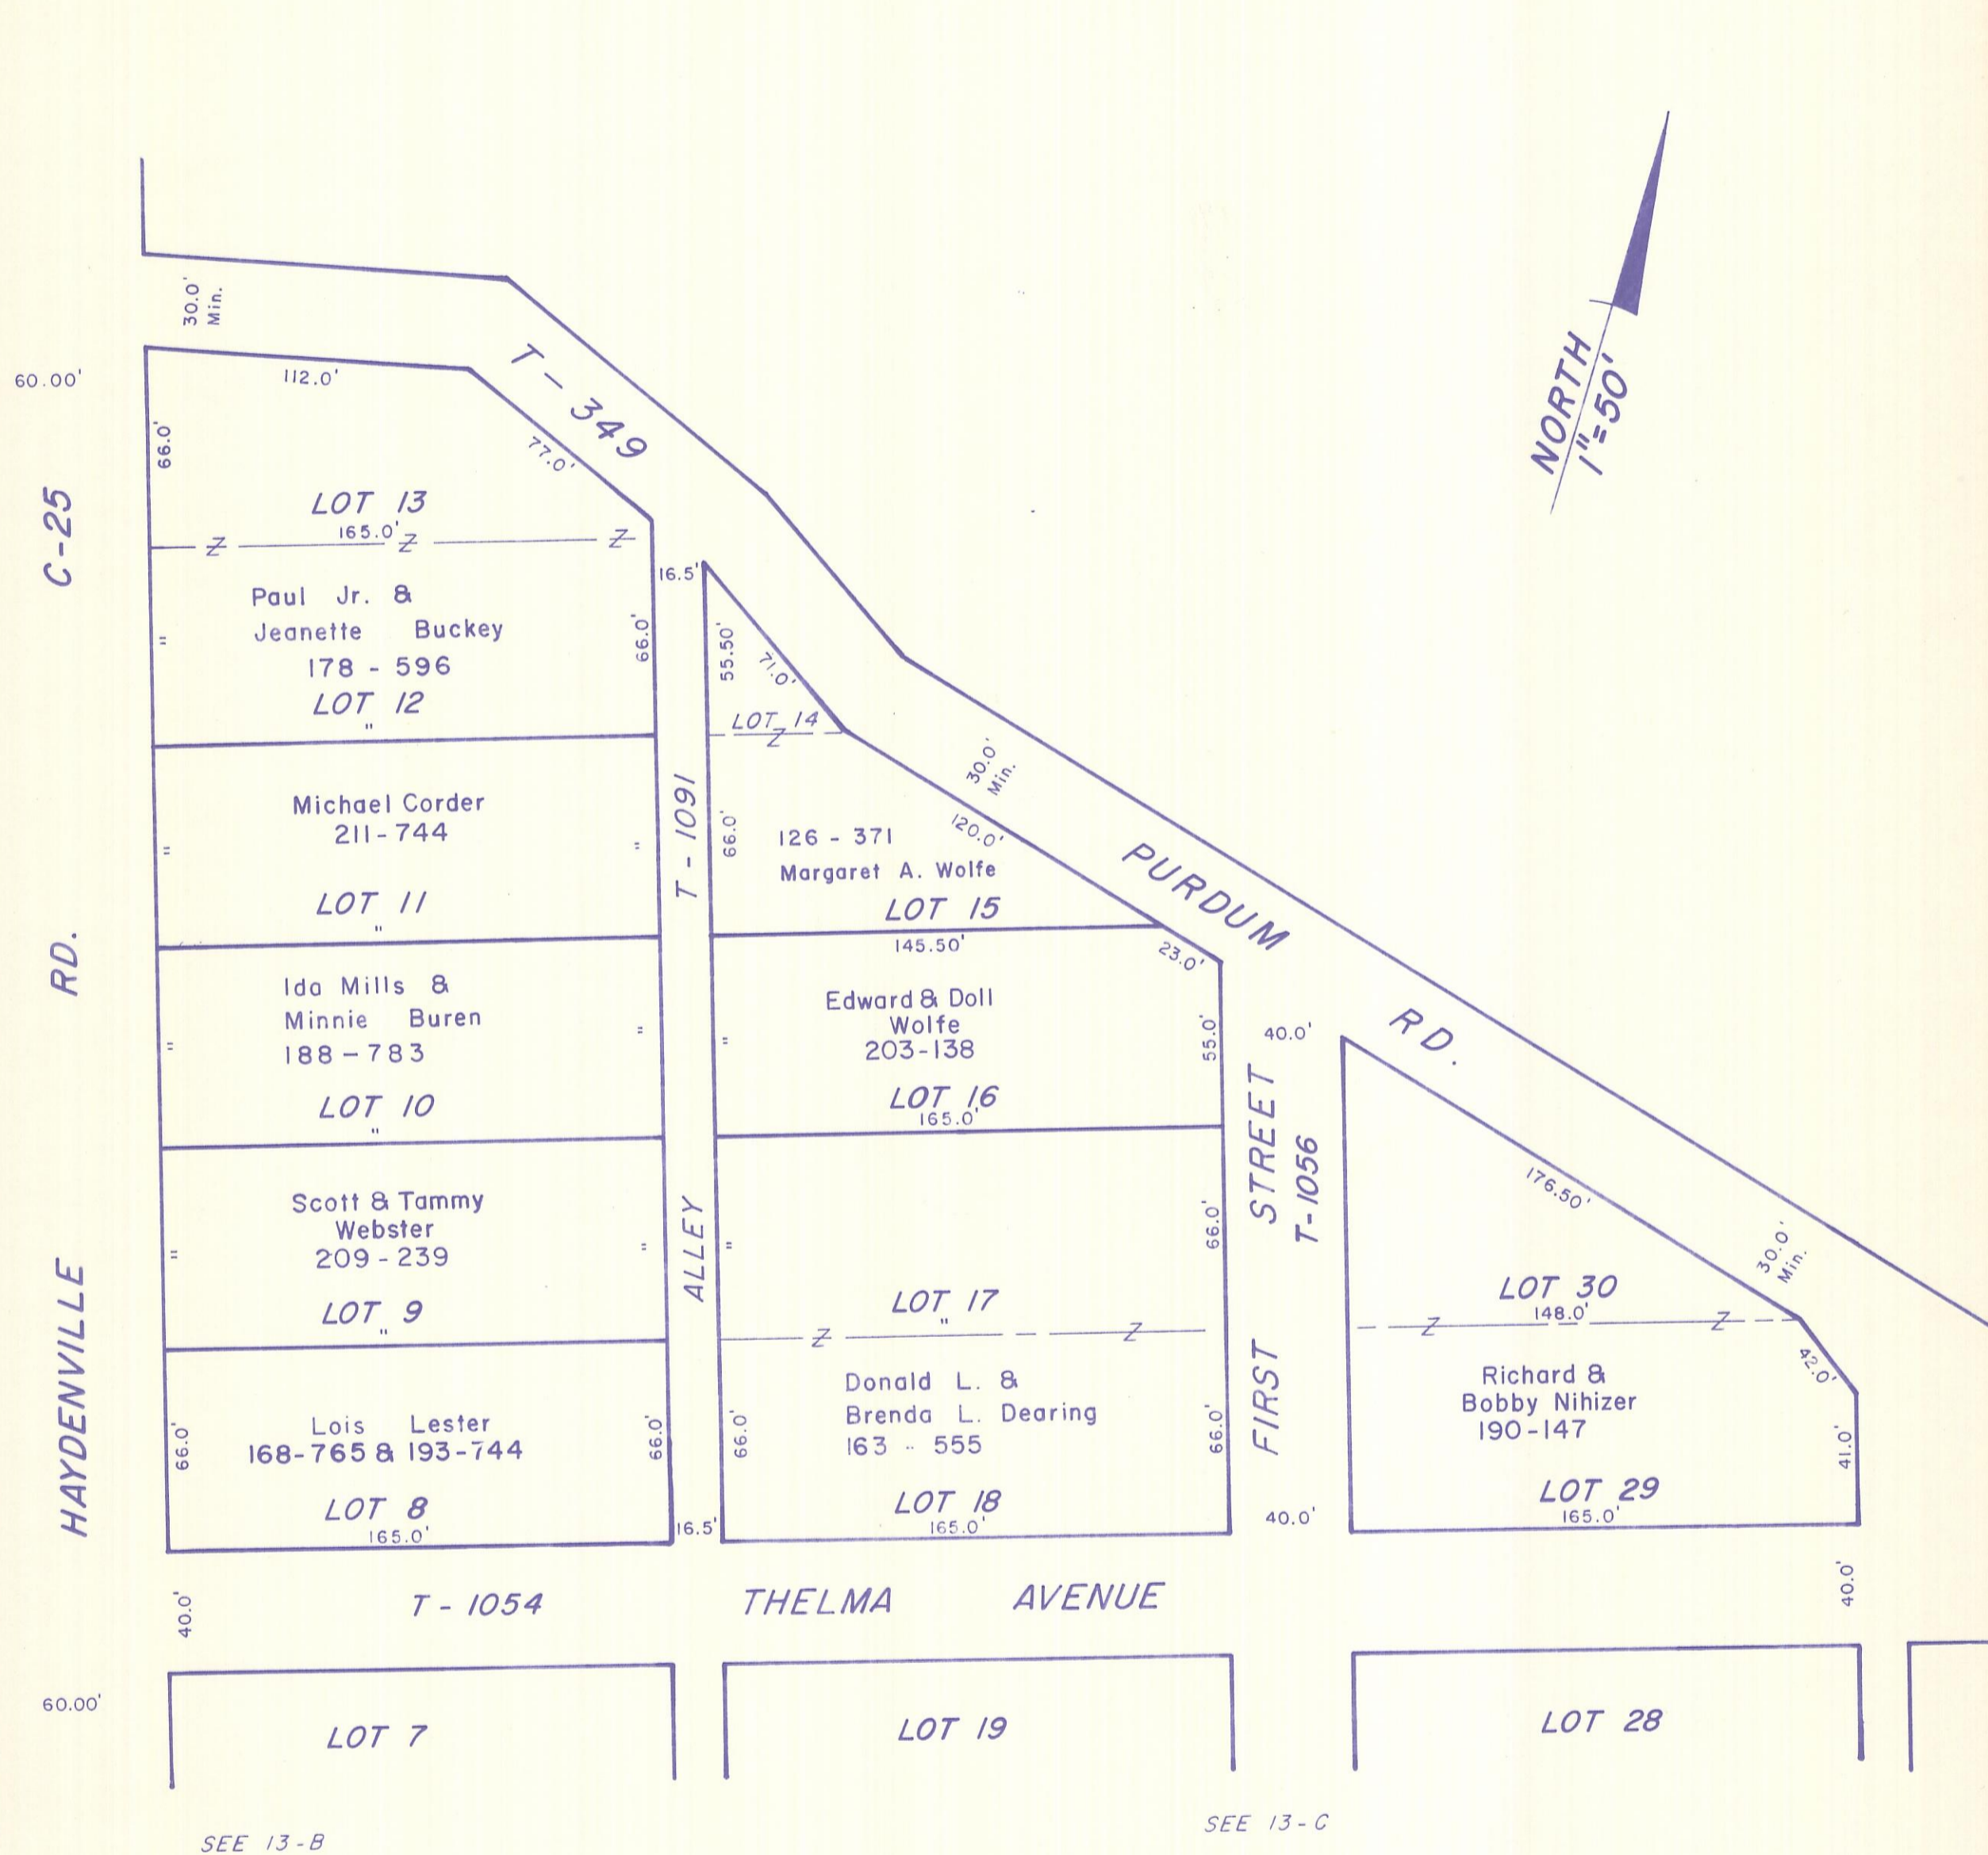 NORTH
1"=50'
30.0'
Min.
60.00'
112.0'
66.0'
77.0'
T - 349
C-25
LOT 13
165.0'
Z Z Z
16.5'
Paul Jr. &
Jeanette Buckey
178 - 596
LOT 12
"
"
66.0'
55.50'
71.0'
LOT 14
Z
30.0'
Min.
Michael Corder
211-744
LOT 11
"
"
"
T - 1091
66.0'
120.0'
126 - 371
Margaret A. Wolfe
LOT 15
145.50'
23.0'
PURDUM
RD.
RD.
Ida Mills &
Minnie Buren
188-783
LOT 10
"
"
"
Edward & Doll
Wolfe
203-138
LOT 16
165.0'
"
55.0'
40.0'
Scott & Tammy
Webster
209-239
LOT 9
"
"
"
ALLEY
"
66.0'
LOT 17
"
Z Z
STREET
T-1056
176.50'
30.0'
Min.
LOT 30
148.0'
Z Z
42.0'
HAYDENVILLE
Lois Lester
168-765 & 193-744
LOT 8
165.0'
66.0'
66.0'
16.5'
Donald L. &
Brenda L. Dearing
163 - 555
LOT 18
165.0'
66.0'
66.0'
FIRST
40.0'
Richard &
Bobby Nihizer
190-147
LOT 29
165.0'
41.0'
40.0'
T - 1054 THELMA AVENUE
40.0'
60.00'
LOT 7
LOT 19
LOT 28
SEE 13-B
SEE 13-C